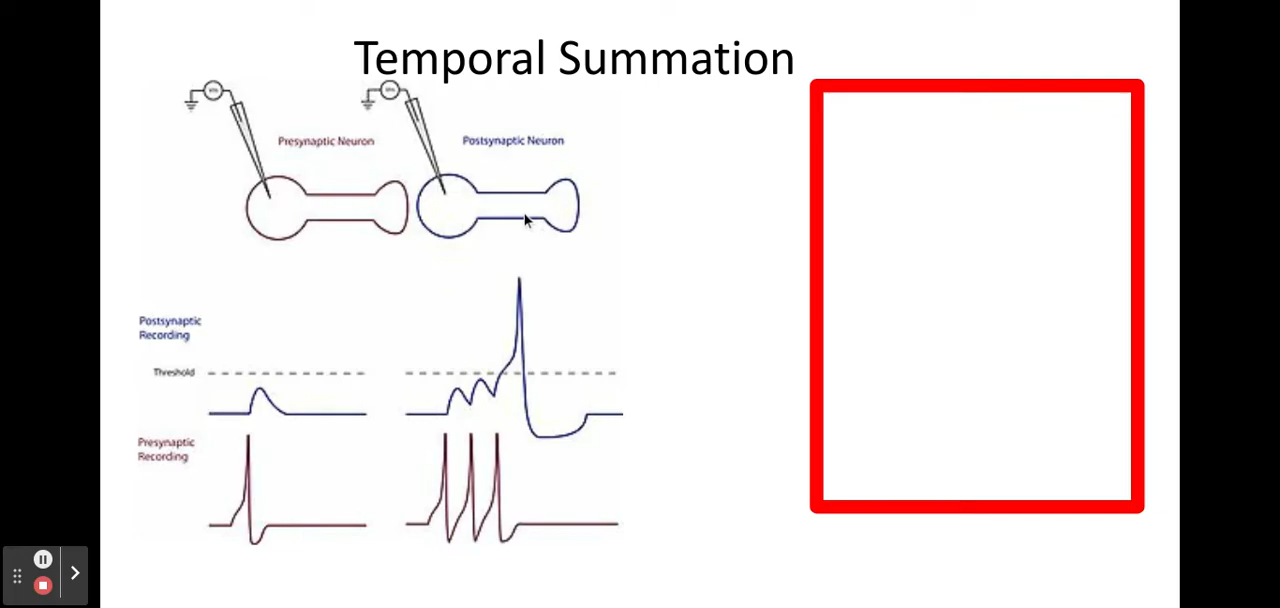 Temporal Summation
Presynaptic Neuron
Postsynaptic Neuron
Postsynaptic
Recording
Threshold
Presynaptic
Recording